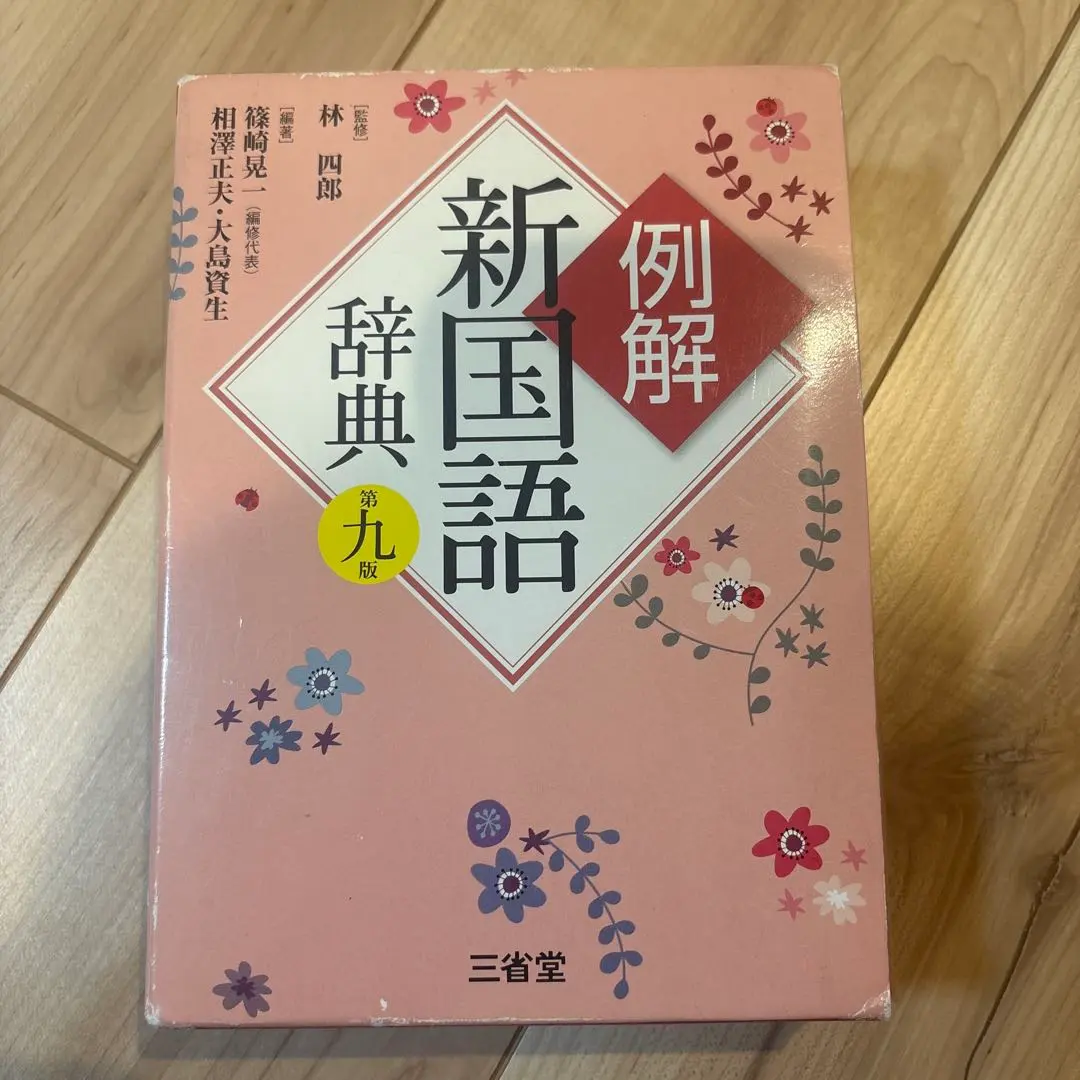 例解
新国語
辞典
第九版
［監修］
林 四郎
［編著］
篠崎晃一（編修代表）
相澤正夫・大島資生
三省堂